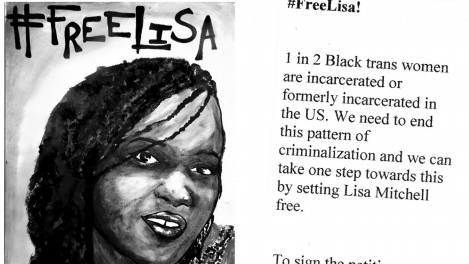 #FREELISA
#FreeLisa!
1 in 2 Black trans women
are incarcerated or
formerly incarcerated in
the US. We need to end
this pattern of
criminalization and we can
take one step towards this
by setting Lisa Mitchell
free.
To sign the